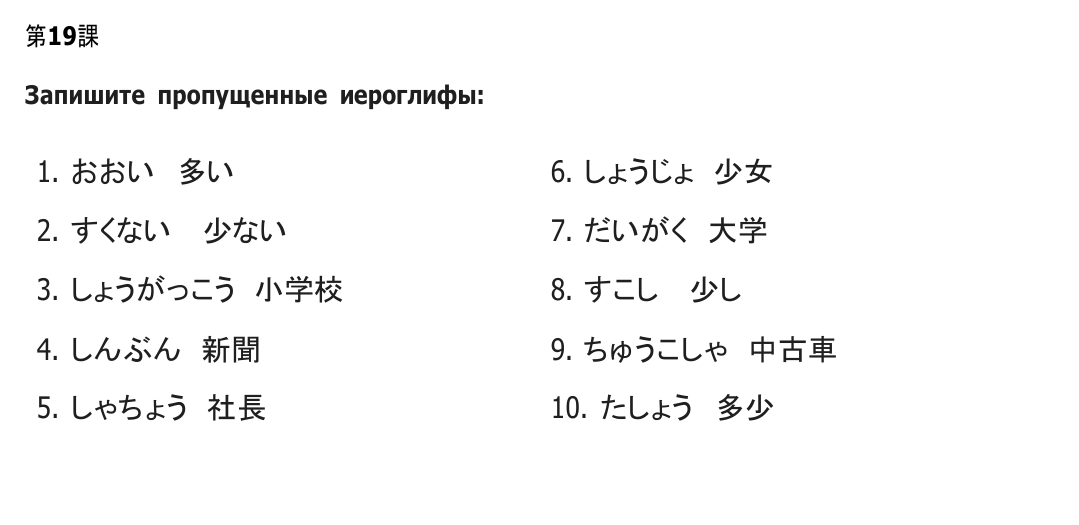 第19課
Запишите пропущенные иероглифы:
1. おおい 多い
2. すくない 少ない
3. しょうがっこう 小学校
4. しんぶん 新聞
5. しゃちょう 社長
6. しょうじょ 少女
7. だいがく 大学
8. すこし 少し
9. ちゅうこしゃ 中古車
10. たしょう 多少